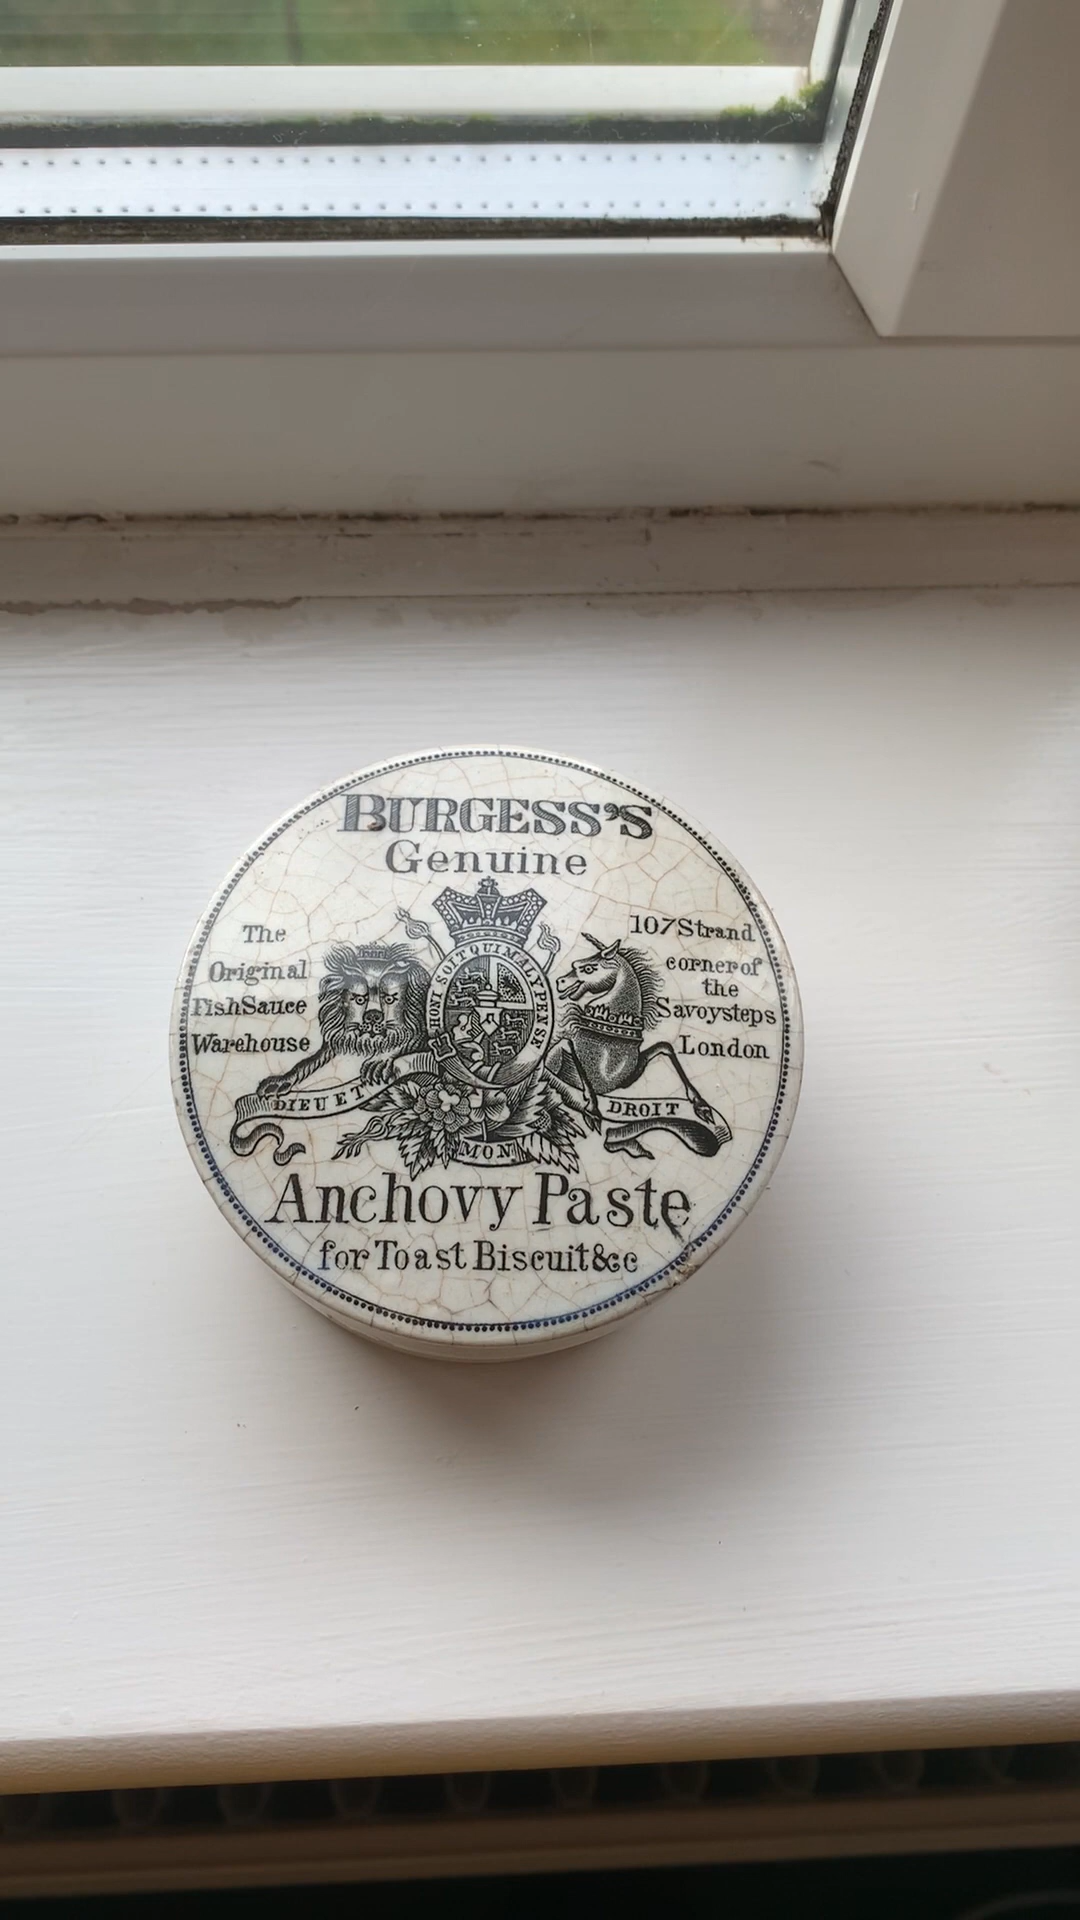 BURGESS'S
Genuine
The
Original
FishSauce
Warehouse
107Strand
corner of
the
Savoysteps
London
HONI SOIT QUI MAL Y PENSE
DIEU ET
MON
DROIT
Anchovy Paste
for Toast Biscuit&c